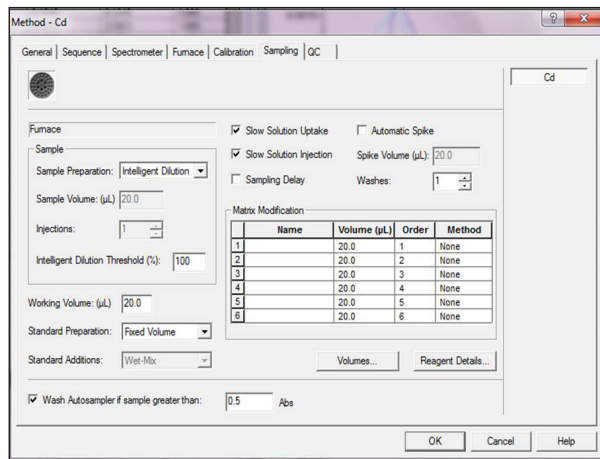 Method - Cd
General Sequence Spectrometer Furnace Calibration Sampling QC
Cd
Furnace
Sample
Sample Preparation: Intelligent Dilution
Sample Volume: (µL) 20.0
Injections: 1
Intelligent Dilution Threshold (%): 100
Working Volume: (µL) 20.0
Standard Preparation: Fixed Volume
Standard Additions: Wet-Mix
Slow Solution Uptake
Automatic Spike
Slow Solution Injection
Spike Volume (µL): 20.0
Sampling Delay
Washes: 1
Matrix Modification
Name Volume (µL) Order Method
1 20.0 1 None
2 20.0 2 None
3 20.0 3 None
4 20.0 4 None
5 20.0 5 None
6 20.0 6 None
Volumes... Reagent Details...
Wash Autosampler if sample greater than: 0.5 Abs
OK Cancel Help